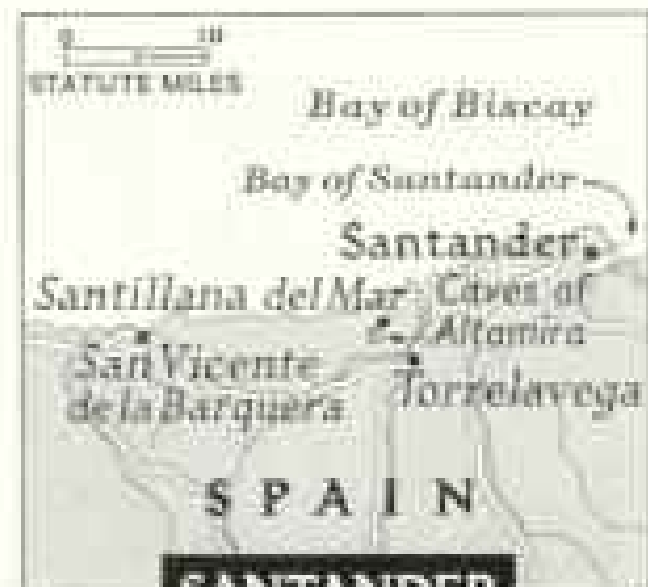 0 10
STATUTE MILES
Bay of Biscay
Bay of Santander
Santander
Santillana del Mar
Caves of
Altamira
San Vicente
de la Barquera
Torrelavega
SPAIN
SANTANDER